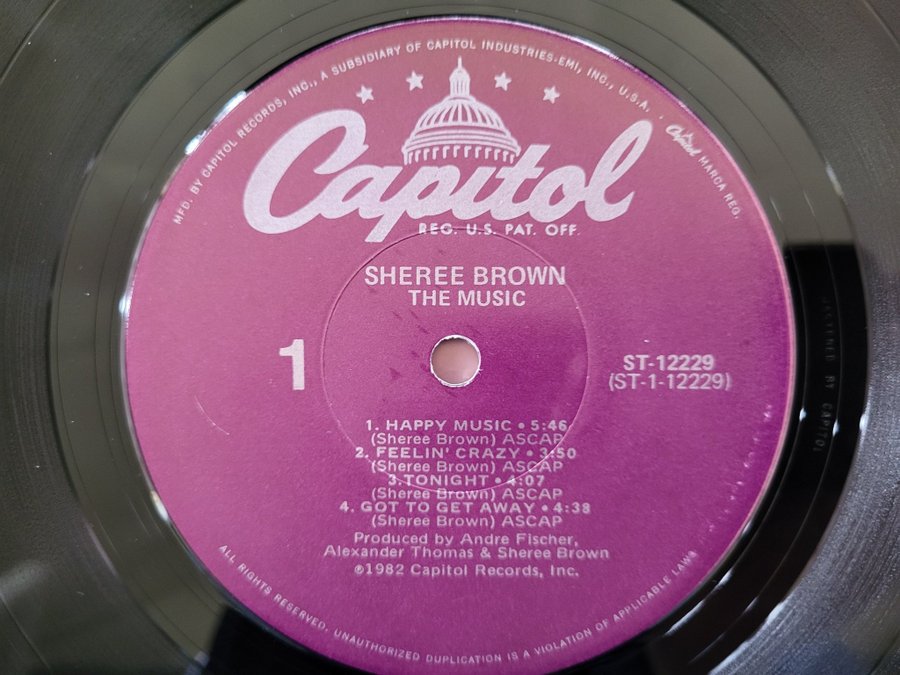 MFD. BY CAPITOL RECORDS, INC., A SUBSIDIARY OF CAPITOL INDUSTRIES-EMI, INC., U.S.A.
Capitol MARCA REG.
Capitol
REG. U.S. PAT. OFF.
SHEREE BROWN
THE MUSIC
1
ST-12229
(ST-1-12229)
1. HAPPY MUSIC • 5:46
(Sheree Brown) ASCAP
2. FEELIN' CRAZY • 3:50
(Sheree Brown) ASCAP
3. TONIGHT • 4:07
(Sheree Brown) ASCAP
4. GOT TO GET AWAY • 4:38
(Sheree Brown) ASCAP
Produced by Andre Fischer,
Alexander Thomas & Sheree Brown
℗1982 Capitol Records, Inc.
ALL RIGHTS RESERVED. UNAUTHORIZED DUPLICATION IS A VIOLATION OF APPLICABLE LAWS
MASTERED BY CAPITOL